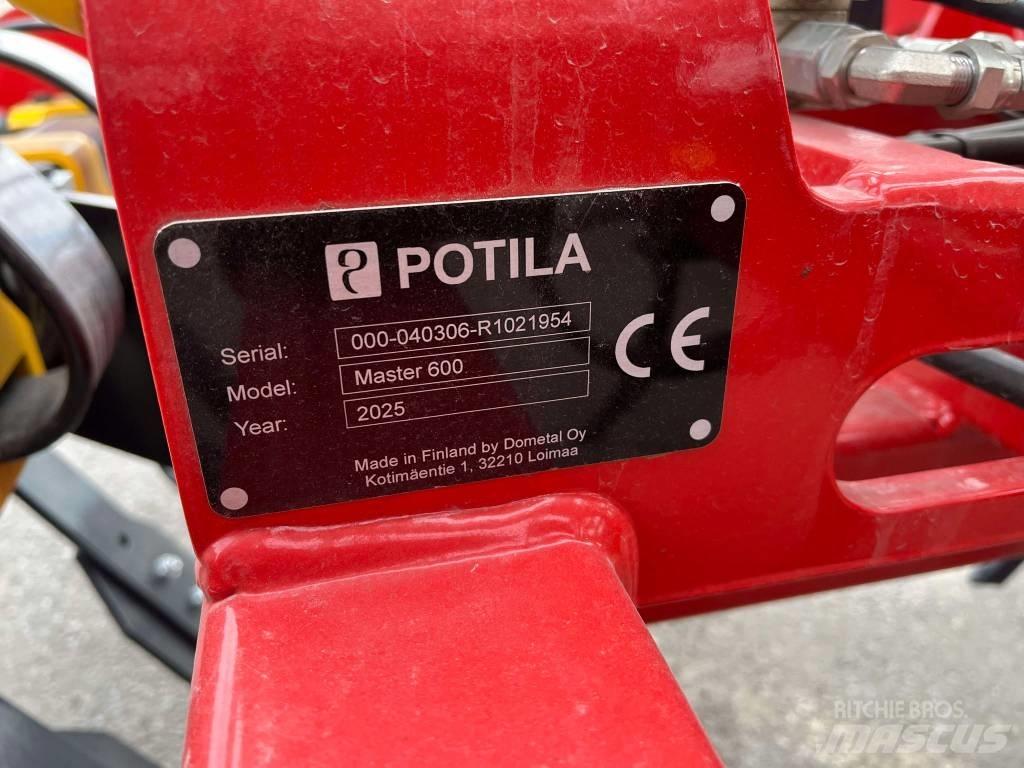 POTILA
Serial: 000-040306-R1021954
Model: Master 600
Year: 2025
CE
Made in Finland by Dometal Oy
Kotimäentie 1, 32210 Loimaa
RITCHIE BROS.
MASCUS